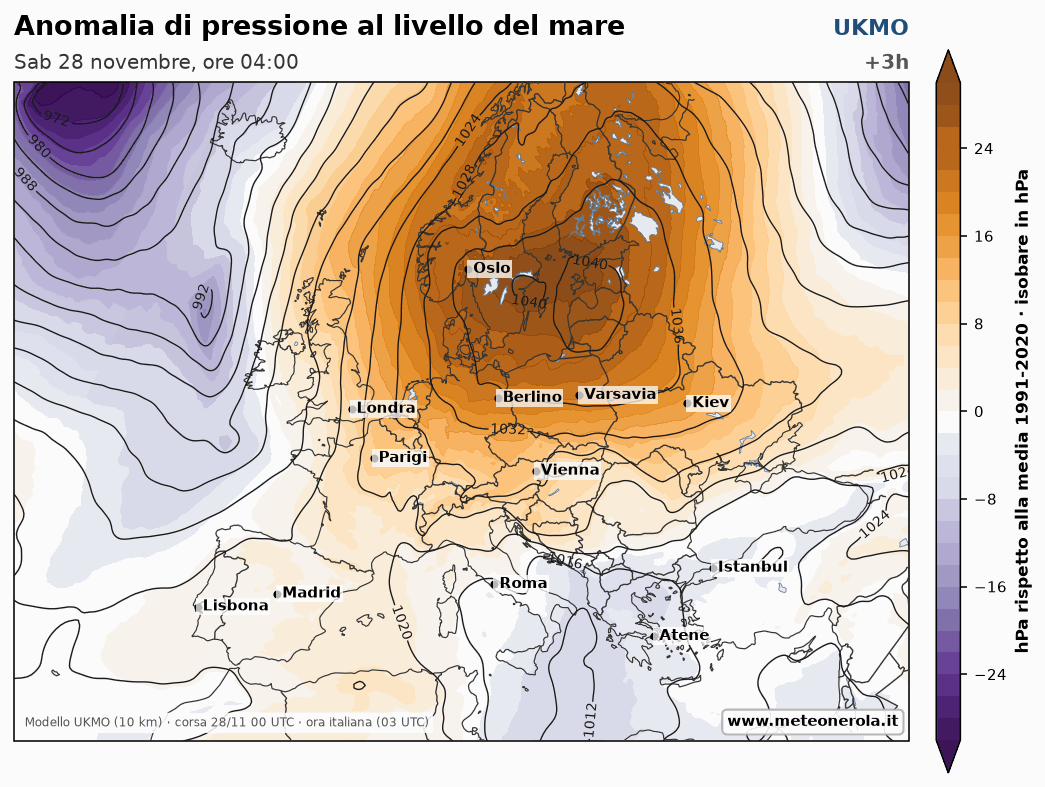 Anomalia di pressione al livello del mare
UKMO
Sab 28 novembre, ore 04:00
+3h
972
980
988
992
1024
1028
Oslo
1040
1040
1036
Londra
Berlino
Varsavia
Kiev
1032
Parigi
Vienna
102
1024
1016
Istanbul
Roma
Madrid
Lisbona
1020
Atene
1012
Modello UKMO (10 km) · corsa 28/11 00 UTC · ora italiana (03 UTC)
www.meteonerola.it
24
16
8
0
−8
−16
−24
hPa rispetto alla media 1991-2020 · isobare in hPa